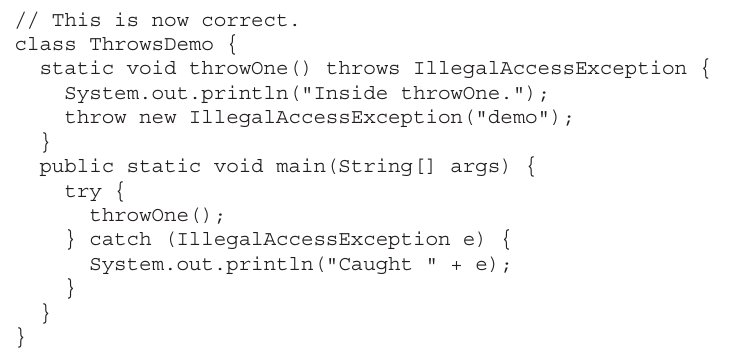 // This is now correct.
class ThrowsDemo {
  static void throwOne() throws IllegalAccessException {
    System.out.println("Inside throwOne.");
    throw new IllegalAccessException("demo");
  }
  public static void main(String[] args) {
    try {
      throwOne();
    } catch (IllegalAccessException e) {
      System.out.println("Caught " + e);
    }
  }
}